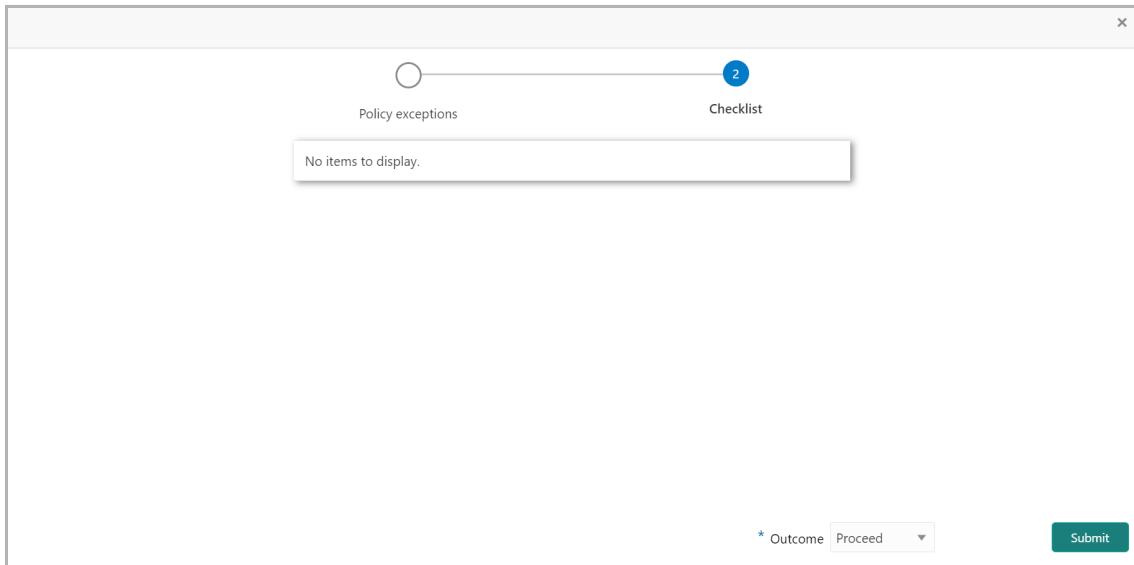 ×
2
Policy exceptions
Checklist
No items to display.
* Outcome Proceed
Submit